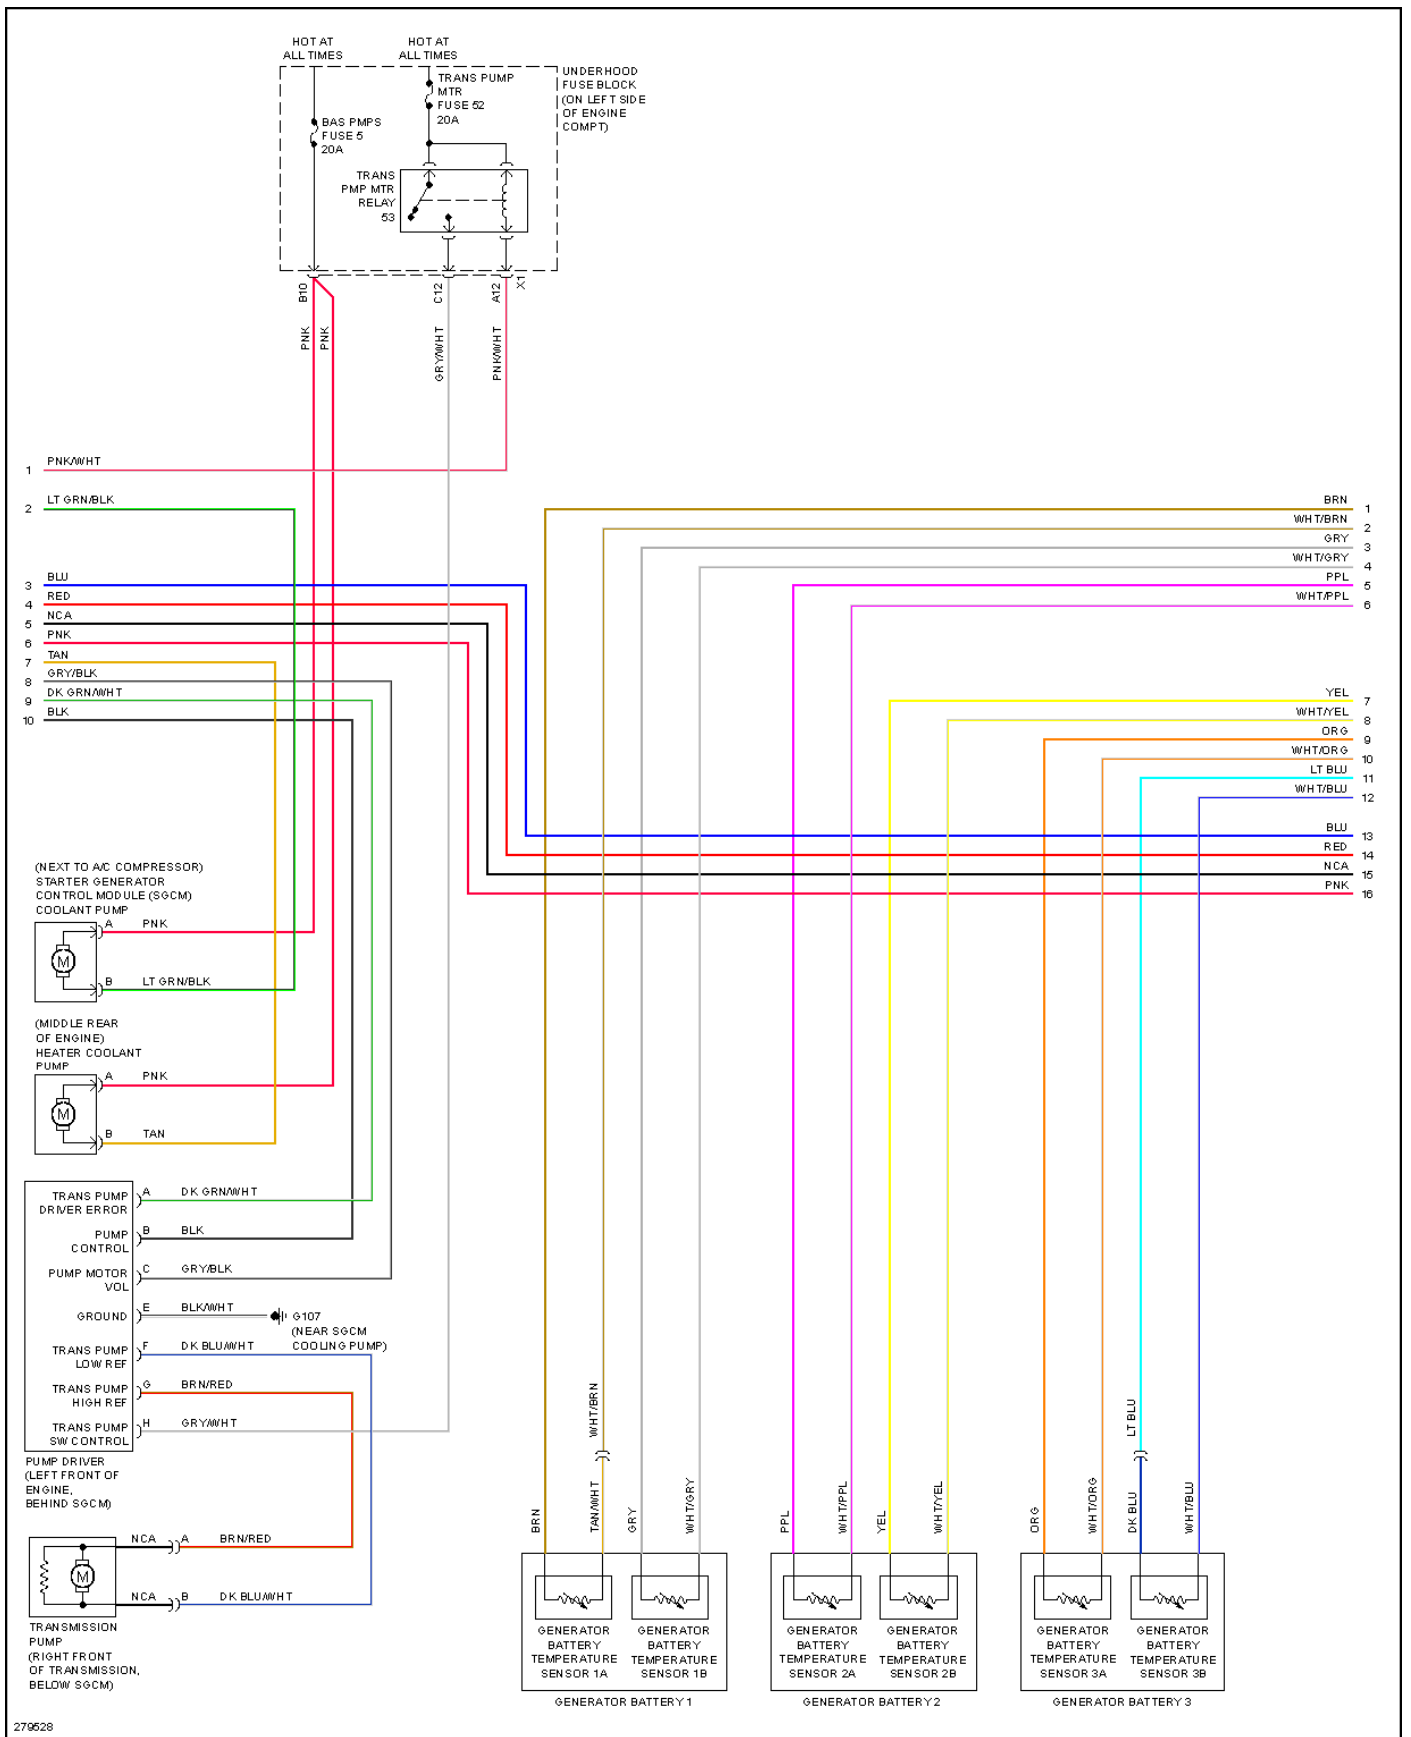 HOT AT
ALL TIMES
HOT AT
ALL TIMES
UNDERHOOD
FUSE BLOCK
(ON LEFT SIDE
OF ENGINE
COMPT)
TRANS PUMP
MTR
FUSE 52
20A
BAS PMPS
FUSE 5
20A
TRANS
PMP MTR
RELAY
53
B10
C12
A12
X1
PNK
PNK
GRY/WHT
PNK/WHT
1 PNK/WHT
2 LT GRN/BLK
3 BLU
4 RED
5 NCA
6 PNK
7 TAN
8 GRY/BLK
9 DK GRN/WHT
10 BLK
BRN 1
WHT/BRN 2
GRY 3
WHT/GRY 4
PPL 5
WHT/PPL 6
YEL 7
WHT/YEL 8
ORG 9
WHT/ORG 10
LT BLU 11
WHT/BLU 12
BLU 13
RED 14
NCA 15
PNK 16
(NEXT TO A/C COMPRESSOR)
STARTER GENERATOR
CONTROL MODULE (SGCM)
COOLANT PUMP
A PNK
M
B LT GRN/BLK
(MIDDLE REAR
OF ENGINE)
HEATER COOLANT
PUMP
A PNK
M
B TAN
TRANS PUMP
DRIVER ERROR
A DK GRN/WHT
PUMP
CONTROL
B BLK
PUMP MOTOR
VOL
C GRY/BLK
GROUND
E BLK/WHT
G107
(NEAR SGCM
COOLING PUMP)
TRANS PUMP
LOW REF
F DK BLU/WHT
TRANS PUMP
HIGH REF
G BRN/RED
TRANS PUMP
SW CONTROL
H GRY/WHT
PUMP DRIVER
(LEFT FRONT OF
ENGINE,
BEHIND SGCM)
NCA A BRN/RED
M
NCA B DK BLU/WHT
TRANSMISSION
PUMP
(RIGHT FRONT
OF TRANSMISSION,
BELOW SGCM)
WHT/BRN
LT BLU
BRN
TAN/WHT
GRY
WHT/GRY
PPL
WHT/PPL
YEL
WHT/YEL
ORG
WHT/ORG
DK BLU
WHT/BLU
GENERATOR
BATTERY
TEMPERATURE
SENSOR 1A
GENERATOR
BATTERY
TEMPERATURE
SENSOR 1B
GENERATOR BATTERY 1
GENERATOR
BATTERY
TEMPERATURE
SENSOR 2A
GENERATOR
BATTERY
TEMPERATURE
SENSOR 2B
GENERATOR BATTERY 2
GENERATOR
BATTERY
TEMPERATURE
SENSOR 3A
GENERATOR
BATTERY
TEMPERATURE
SENSOR 3B
GENERATOR BATTERY 3
279528